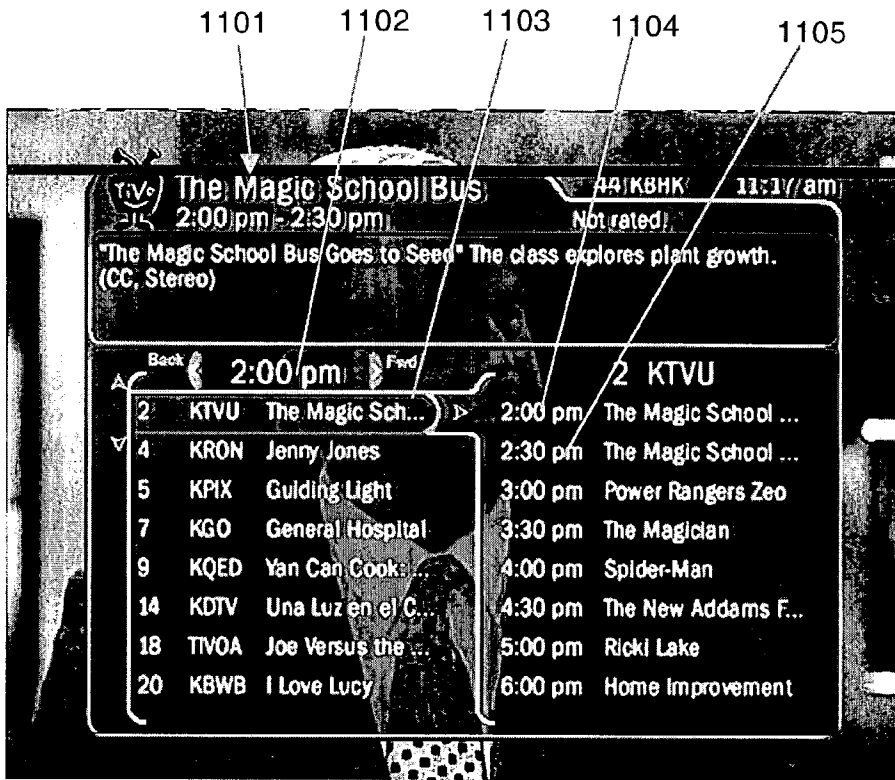 1101 1102 1103 1104 1105
TiVo
The Magic School Bus 44 KBHK 11:17 am
2:00 pm - 2:30 pm Not rated
"The Magic School Bus Goes to Seed" The class explores plant growth.
(CC, Stereo)
Back 2:00 pm Fwd 2 KTVU
2 KTVU The Magic Sch... 2:00 pm The Magic School ...
4 KRON Jenny Jones 2:30 pm The Magic School ...
5 KPIX Guiding Light 3:00 pm Power Rangers Zeo
7 KGO General Hospital 3:30 pm The Magician
9 KQED Yan Can Cook: ... 4:00 pm Spider-Man
14 KDTV Una Luz en el C... 4:30 pm The New Addams F...
18 TIVOA Joe Versus the ... 5:00 pm Ricki Lake
20 KBWB I Love Lucy 6:00 pm Home Improvement